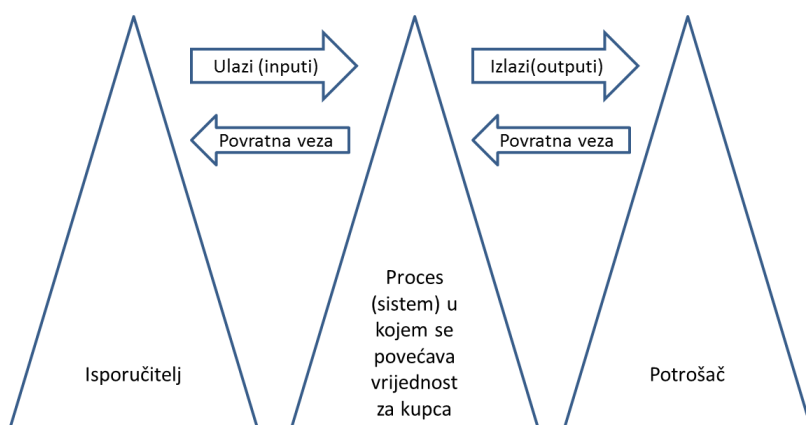 Ulazi (inputi)
Izlazi(outputi)
Povratna veza
Povratna veza
Isporučitelj
Proces
(sistem) u
kojem se
povećava
vrijednost
za kupca
Potrošač